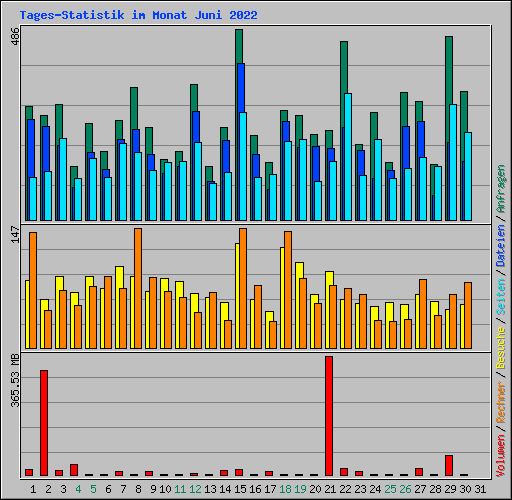 Tages-Statistik im Monat Juni 2022
486
147
365.53 MB
Volumen / Rechner / Besuche / Seiten / Dateien / Anfragen
1 2 3 4 5 6 7 8 9 10 11 12 13 14 15 16 17 18 19 20 21 22 23 24 25 26 27 28 29 30 31